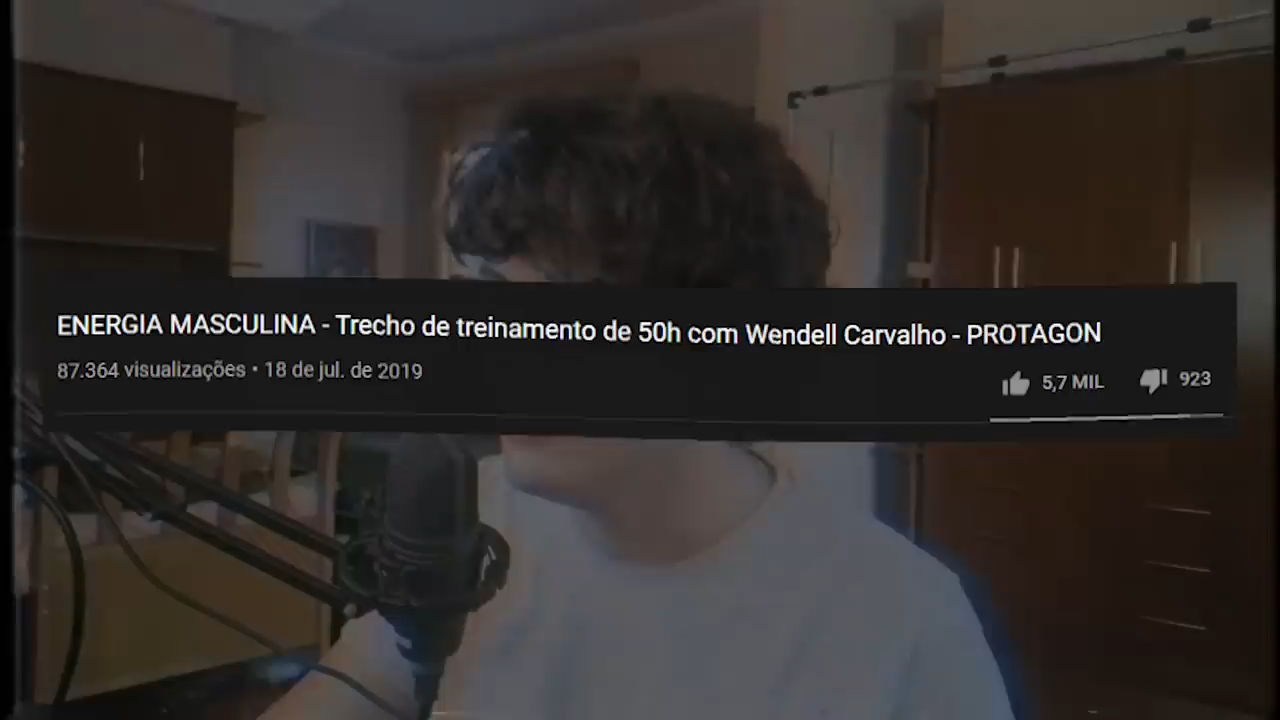 ENERGIA MASCULINA - Trecho de treinamento de 50h com Wendell Carvalho - PROTAGON
87.364 visualizações • 18 de jul. de 2019
5,7 MIL 923